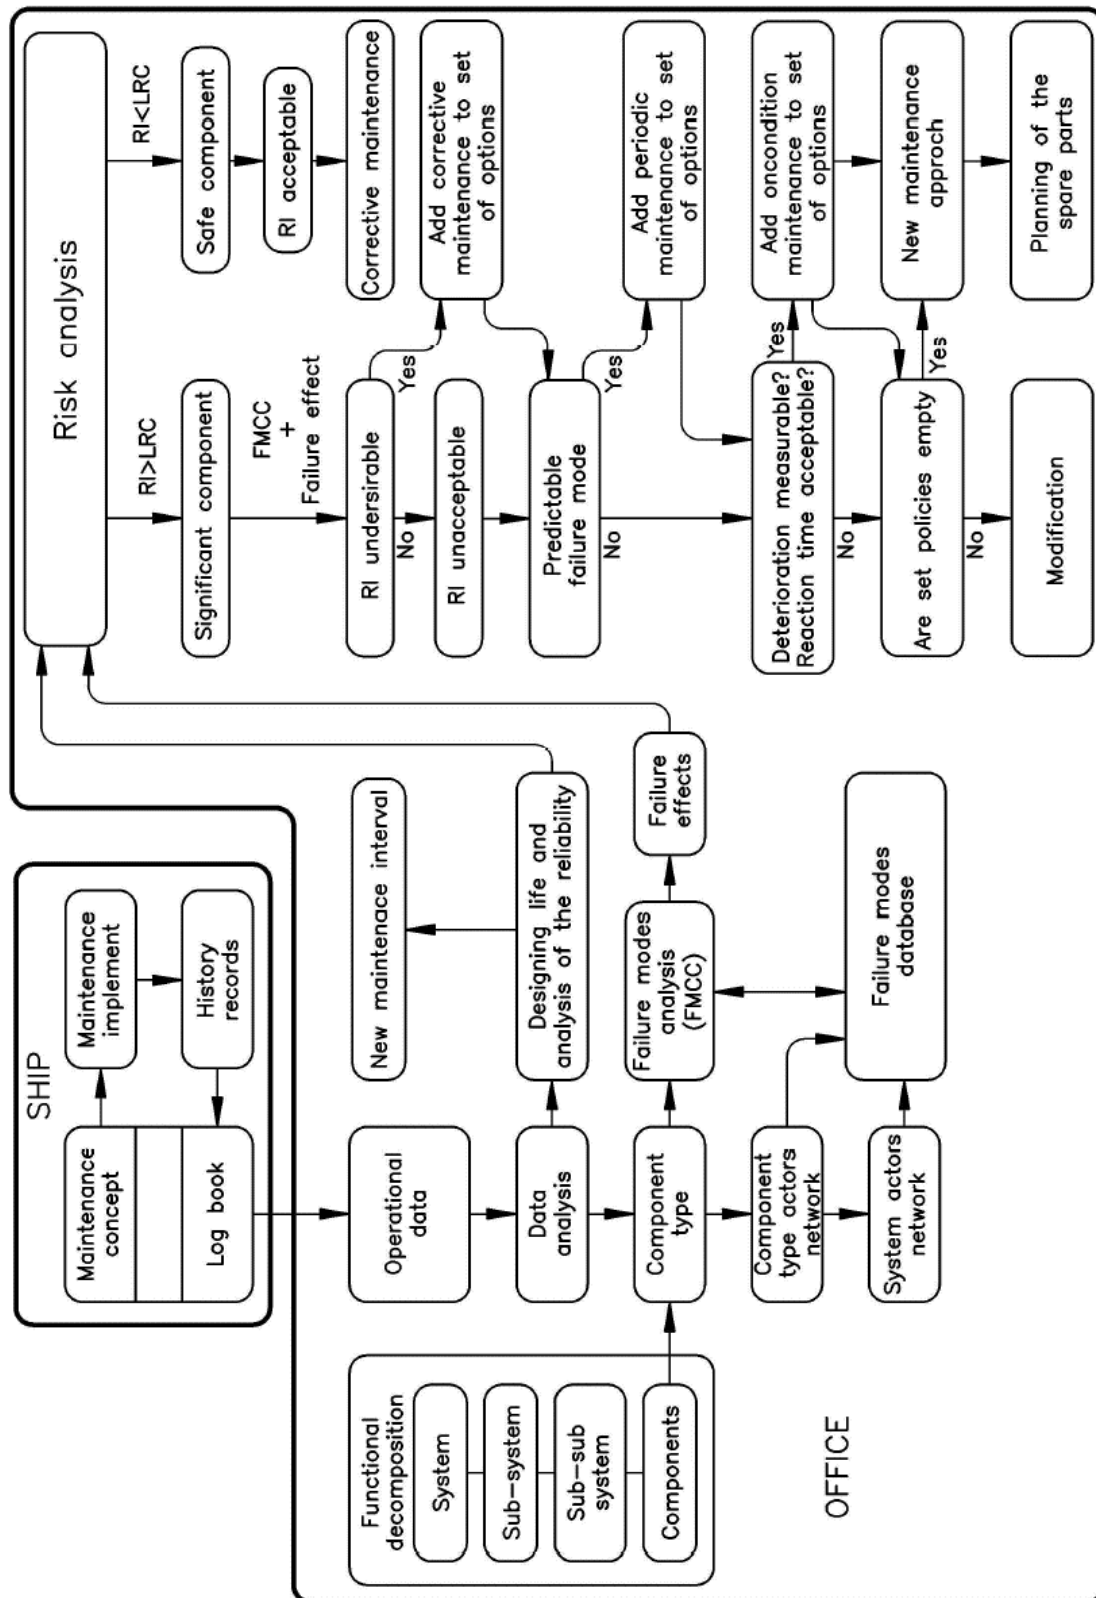 SHIP
Maintenance
concept
Log book
Maintenance
implement
History
records
Functional
decomposition
System
Sub-system
Sub-sub
system
Components
Operational
data
Data
analysis
Component
type
Component
type actors
network
System actors
network
New maintenace interval
Designing life and
analysis of the reliability
Failure modes
analysis
(FMCC)
Failure
effects
Failure modes
database
OFFICE
Risk analysis
RI>LRC
RI<LRC
Significant component
Safe component
FMCC
+
Failure effect
RI acceptable
Corrective maintenance
RI undersirable
Yes
No
Add corrective
maintenance to set
of options
RI unacceptable
Predictable
failure mode
Yes
No
Add periodic
maintenance to set
of options
Deterioration measurable?
Reaction time acceptable?
Yes
No
Add oncondition
maintenance to set
of options
Are set policies empty
Yes
No
New maintenance
approch
Modification
Planning of the
spare parts